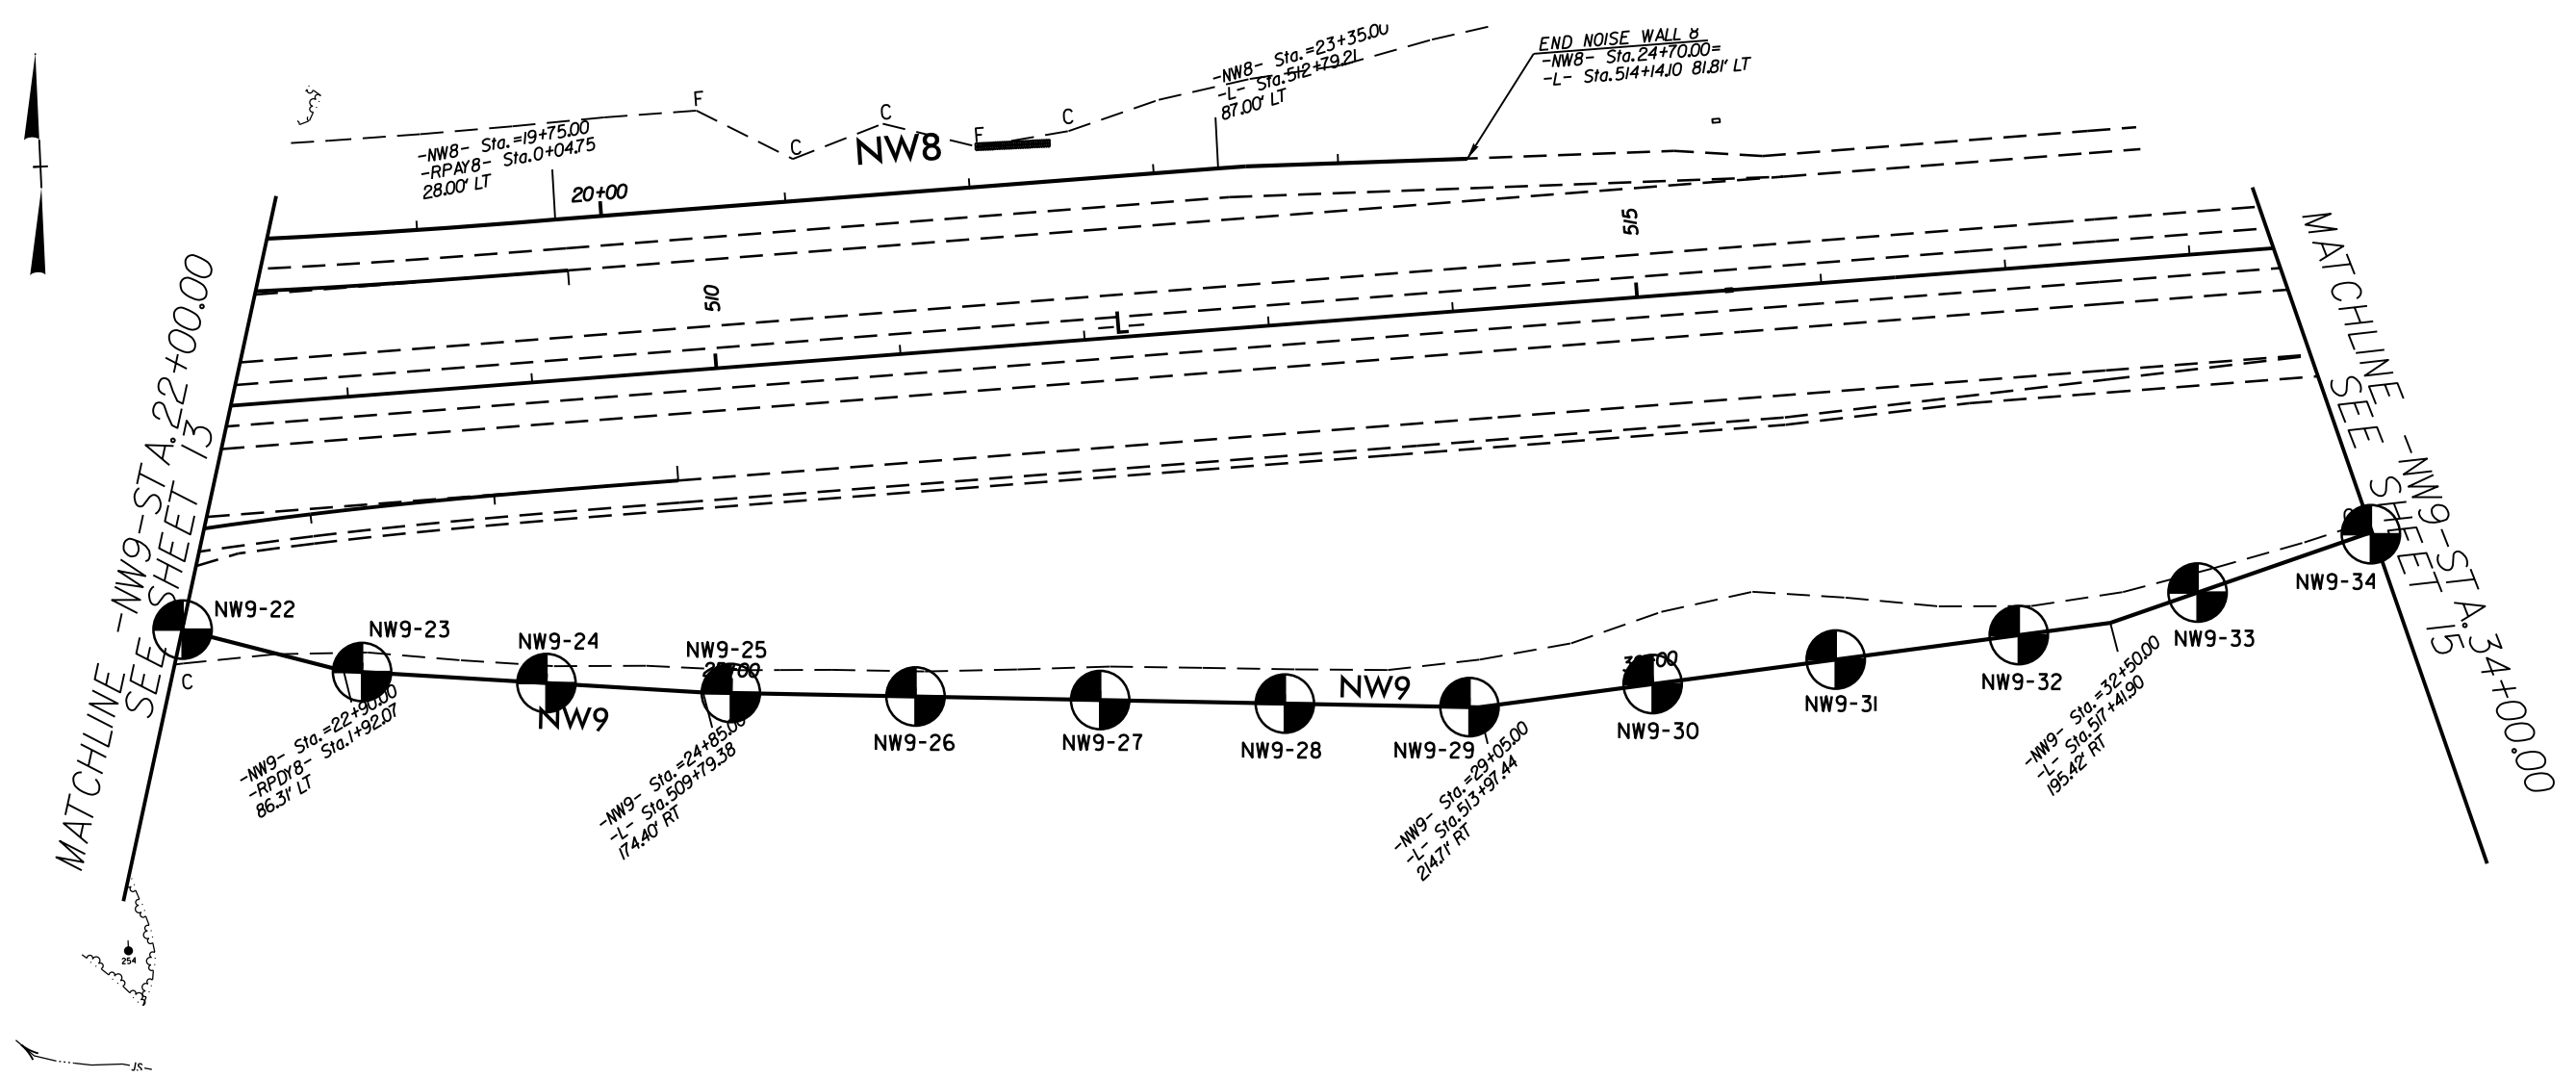 -NW8- Sta.=23+35.00
-L- Sta.512+79.21
87.00' LT
END NOISE WALL 8
-NW8- Sta.24+70.00=
-L- Sta.514+14.10 81.81' LT
F
C
C
F
C
NW8
-NW8- Sta.=19+75.00
-RPAY8- Sta.0+04.75
28.00' LT
20+00
515
510
L
MATCHLINE -NW9-STA.22+00.00
SEE SHEET 13
MATCHLINE -NW9-STA.34+00.00
SEE SHEET 15
C
NW9-22
NW9-23
NW9-24
NW9-25
25+00
NW9-26
NW9-27
NW9-28
NW9-29
NW9-30
30+00
NW9-31
NW9-32
NW9-33
NW9-34
C
NW9
NW9
-NW9- Sta.=22+90.00
-RPDY8- Sta.1+92.07
86.31' LT
-NW9- Sta.=24+85.00
-L- Sta.509+79.38
174.40' RT
-NW9- Sta.=29+05.00
-L- Sta.513+97.44
214.71' RT
-NW9- Sta.=32+50.00
-L- Sta.517+41.90
195.42' RT
254
JS